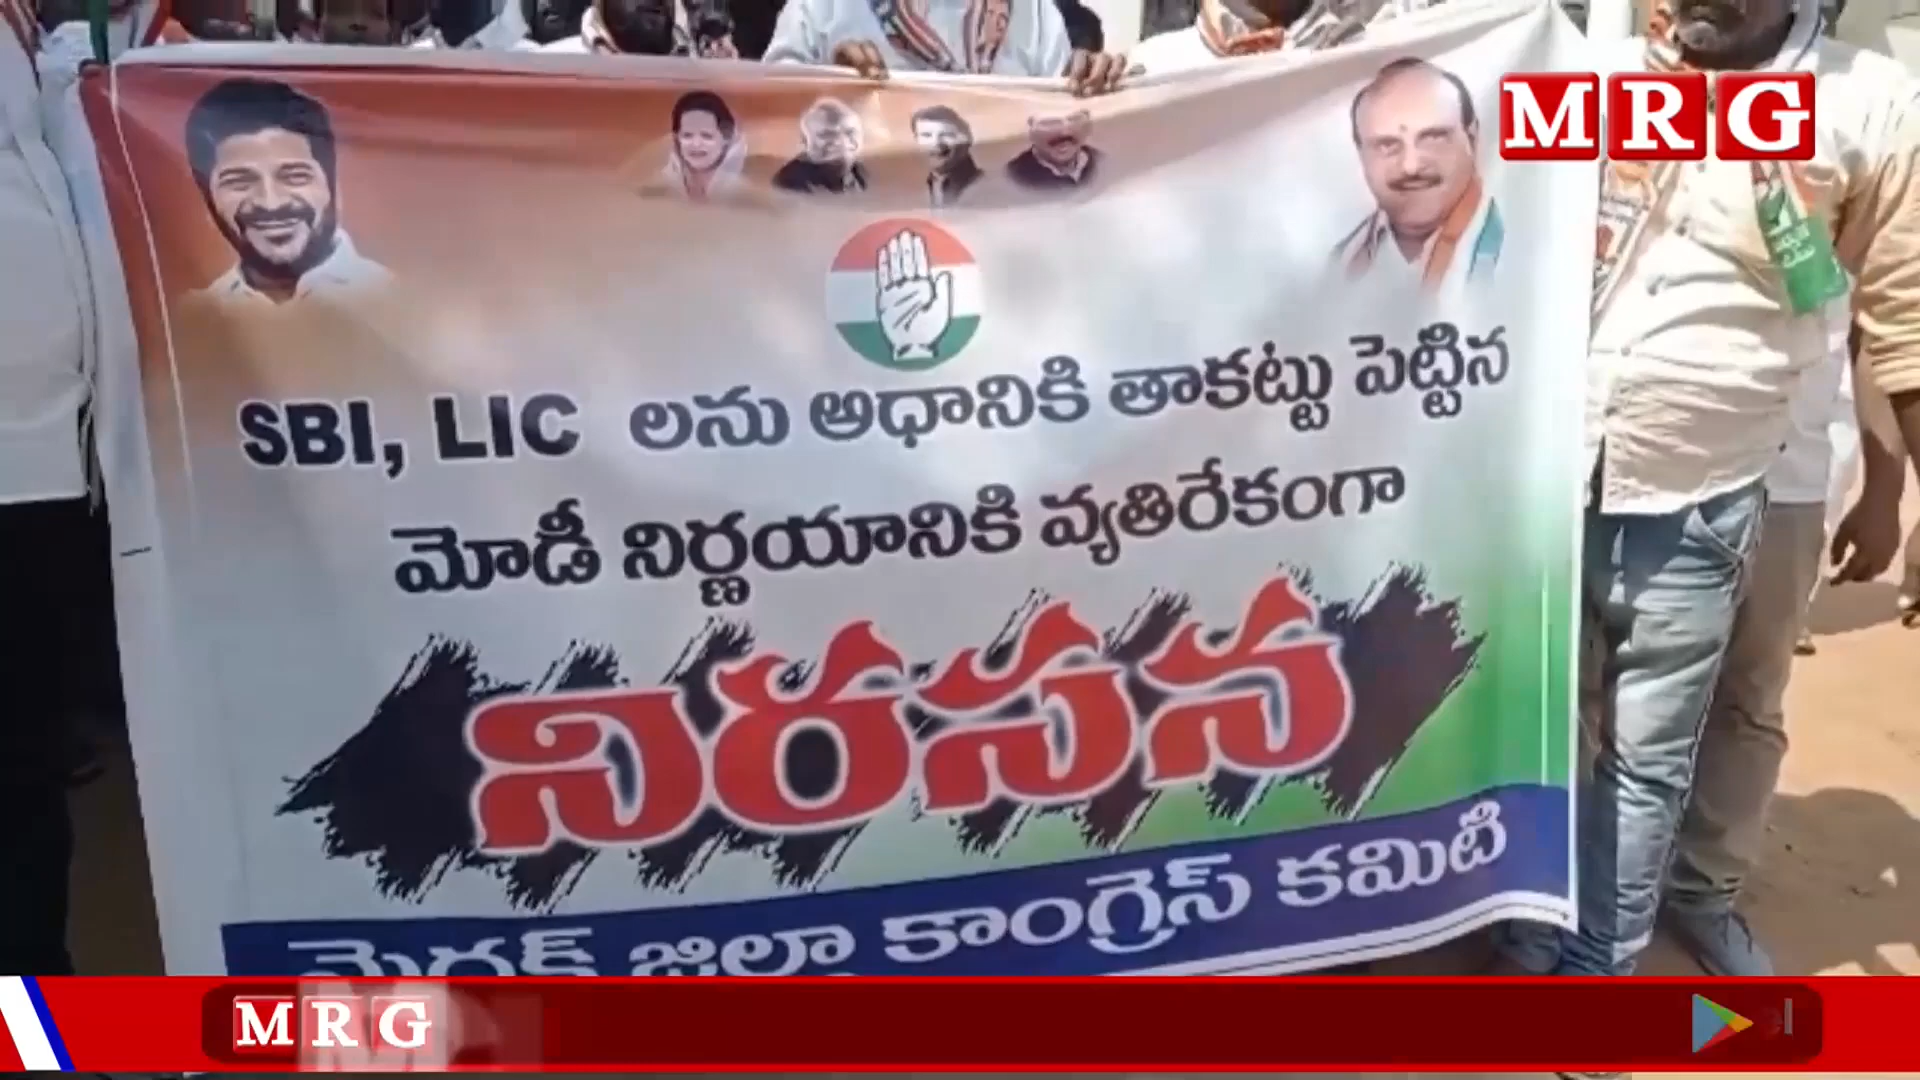 MRG
SBI, LIC లను అధానికి తాకట్టు పెట్టిన
మోడీ నిర్ణయానికి వ్యతిరేకంగా
నిరసన
మెదక్ జిల్లా కాంగ్రెస్ కమిటి
MRG